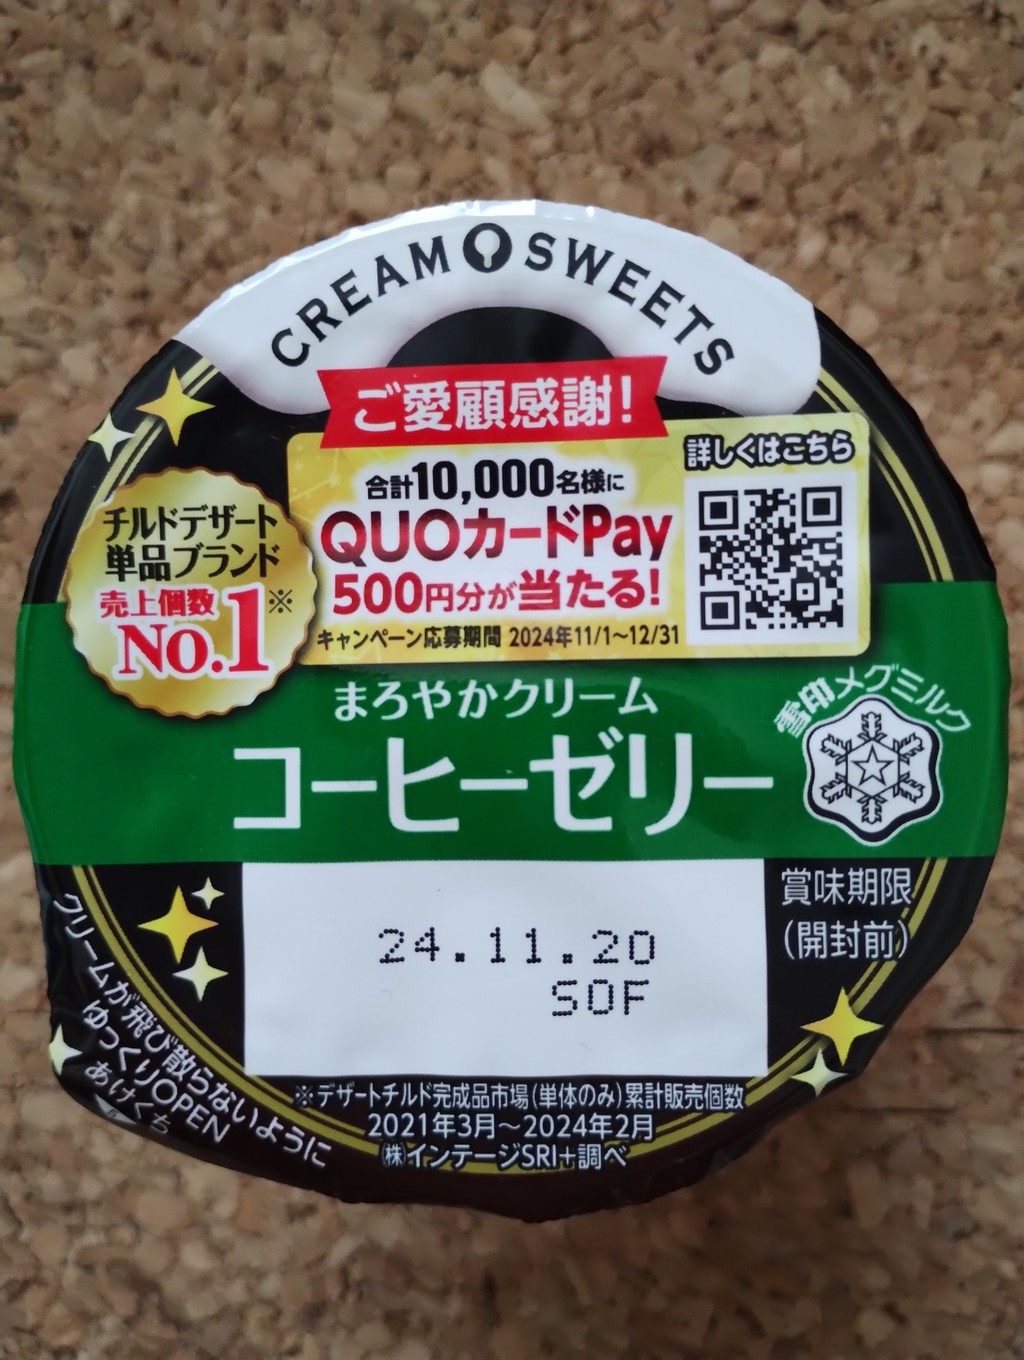 CREAM SWEETS
ご愛顧感謝!
合計10,000名様に
QUOカードPay
500円分が当たる!
キャンペーン応募期間 2024年11/1～12/31
詳しくはこちら
チルドデザート
単品ブランド
売上個数
No.1※
まろやかクリーム
コーヒーゼリー
雪印メグミルク
賞味期限
(開封前)
24.11.20
SOF
クリームが飛び散らないように
ゆっくりOPEN
あけくち
※デザートチルド完成品市場(単体のみ)累計販売個数
2021年3月～2024年2月
㈱インテージSRI+調べ